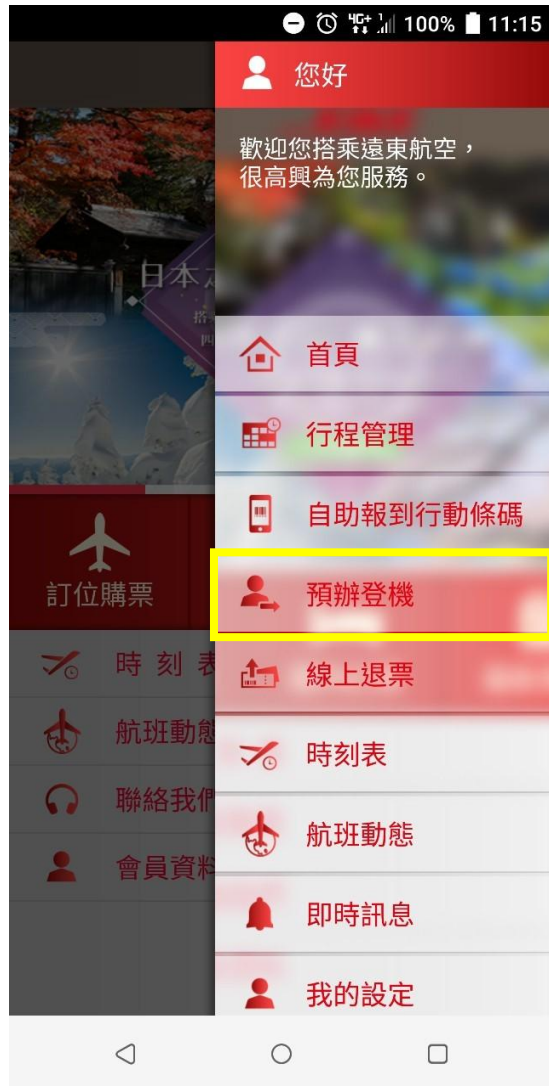 4G+ 100% 11:15
您好
歡迎您搭乘遠東航空，
很高興為您服務。
日本
首頁
行程管理
自助報到行動條碼
預辦登機
線上退票
時刻表
航班動態
即時訊息
我的設定
訂位購票
時刻表
航班動態
聯絡我們
會員資料